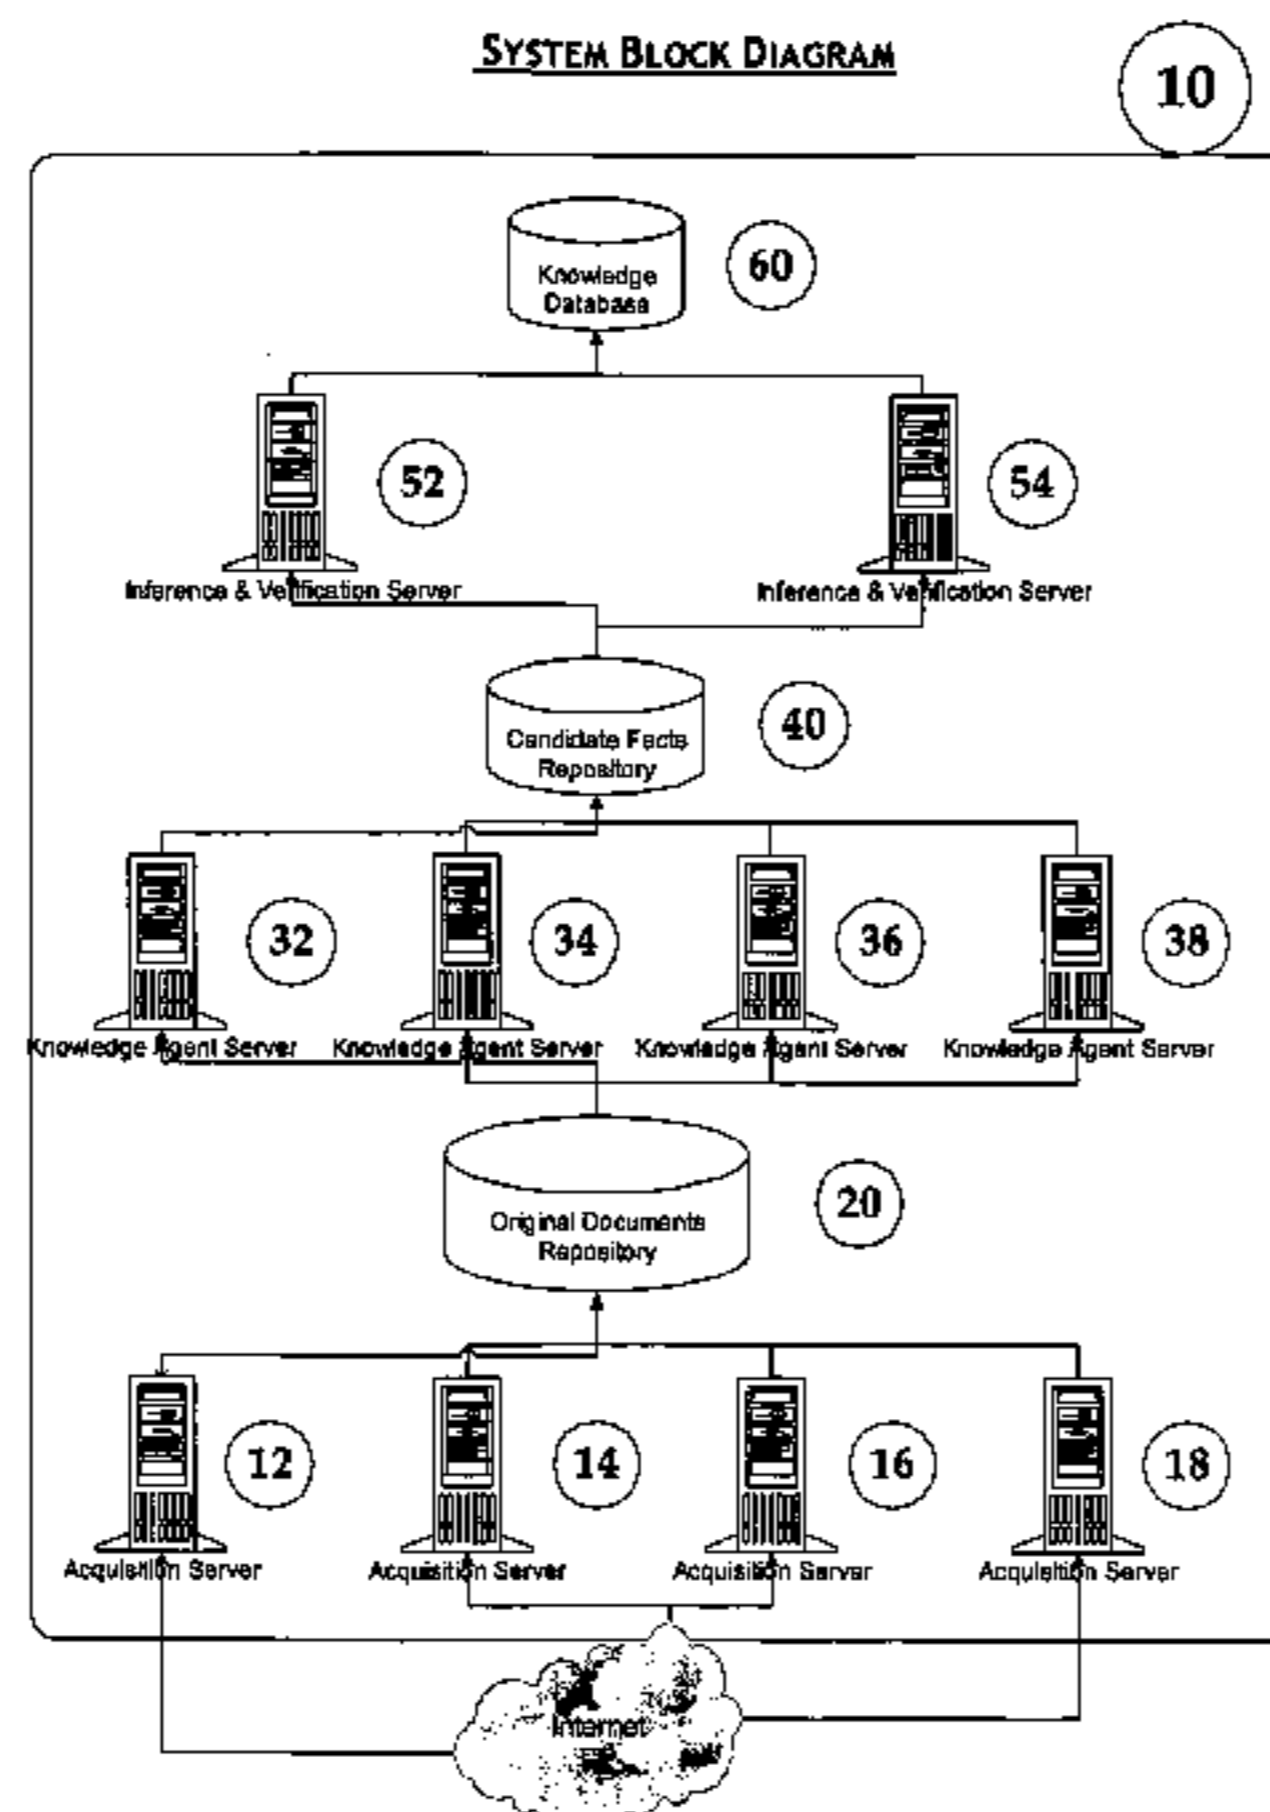 SYSTEM BLOCK DIAGRAM
10
Knowledge
Database
60
52
54
Inference & Verification Server
Inference & Verification Server
Candidate Facts
Repository
40
32
34
36
38
Knowledge Agent Server
Knowledge Agent Server
Knowledge Agent Server
Knowledge Agent Server
Original Documents
Repository
20
12
14
16
18
Acquisition Server
Acquisition Server
Acquisition Server
Acquisition Server
Internet